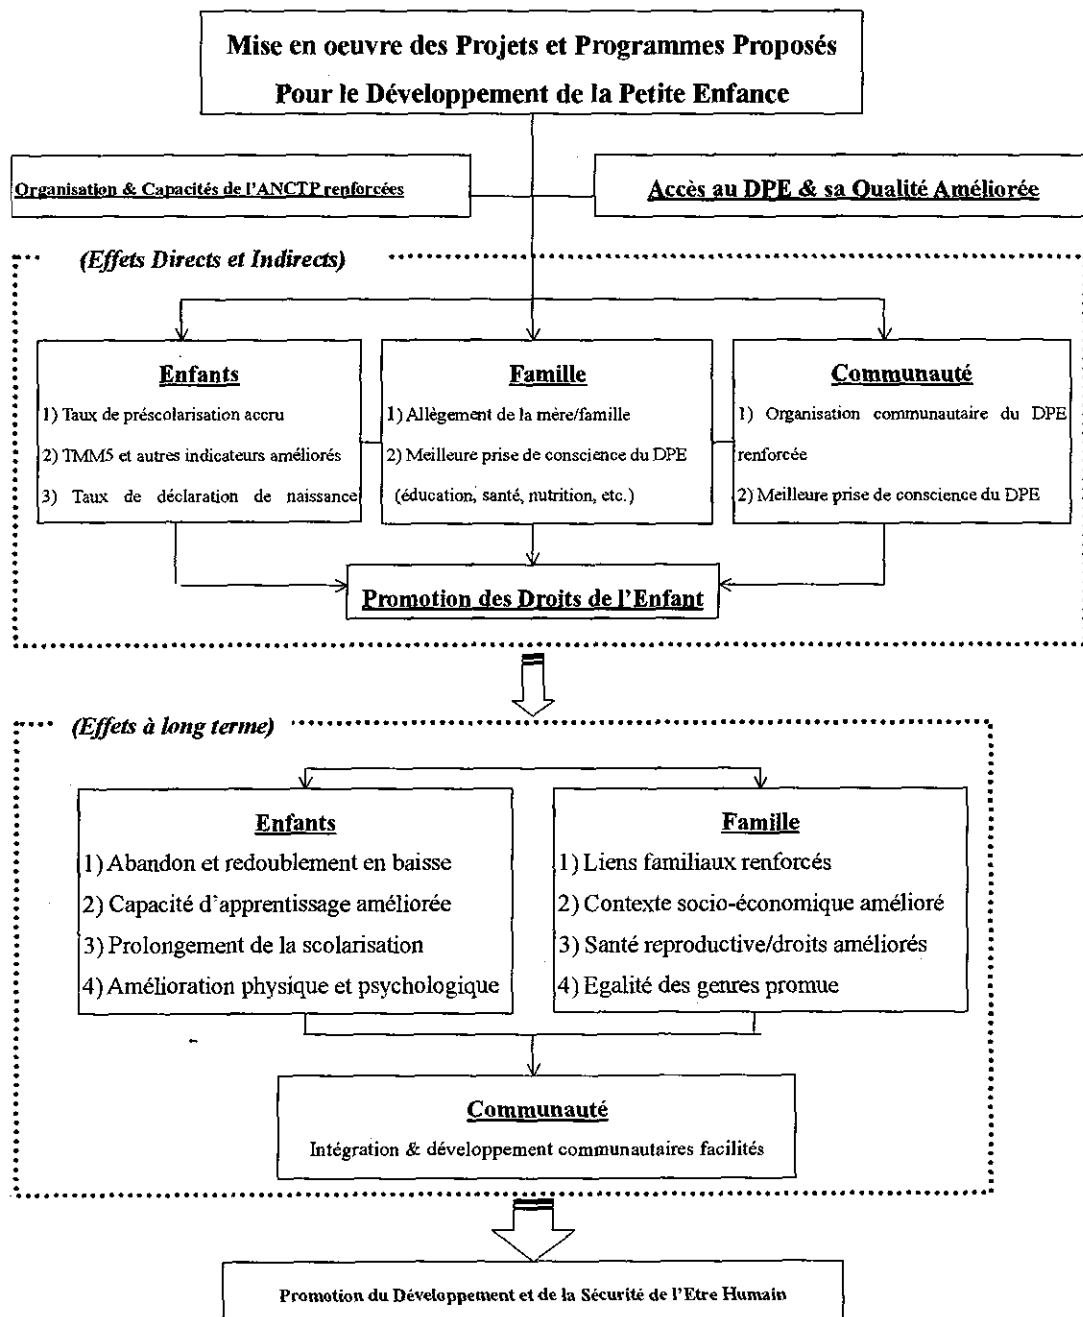 Mise en oeuvre des Projets et Programmes Proposés
Pour le Développement de la Petite Enfance
Organisation & Capacités de l'ANCTP renforcées
Accès au DPE & sa Qualité Améliorée
(Effets Directs et Indirects)
Enfants
1) Taux de préscolarisation accru
2) TMM5 et autres indicateurs améliorés
3) Taux de déclaration de naissance
Famille
1) Allègement de la mère/famille
2) Meilleure prise de conscience du DPE
(éducation, santé, nutrition, etc.)
Communauté
1) Organisation communautaire du DPE
renforcée
2) Meilleure prise de conscience du DPE
Promotion des Droits de l'Enfant
(Effets à long terme)
Enfants
1) Abandon et redoublement en baisse
2) Capacité d'apprentissage améliorée
3) Prolongement de la scolarisation
4) Amélioration physique et psychologique
Famille
1) Liens familiaux renforcés
2) Contexte socio-économique amélioré
3) Santé reproductive/droits améliorés
4) Egalité des genres promue
Communauté
Intégration & développement communautaires facilités
Promotion du Développement et de la Sécurité de l'Etre Humain